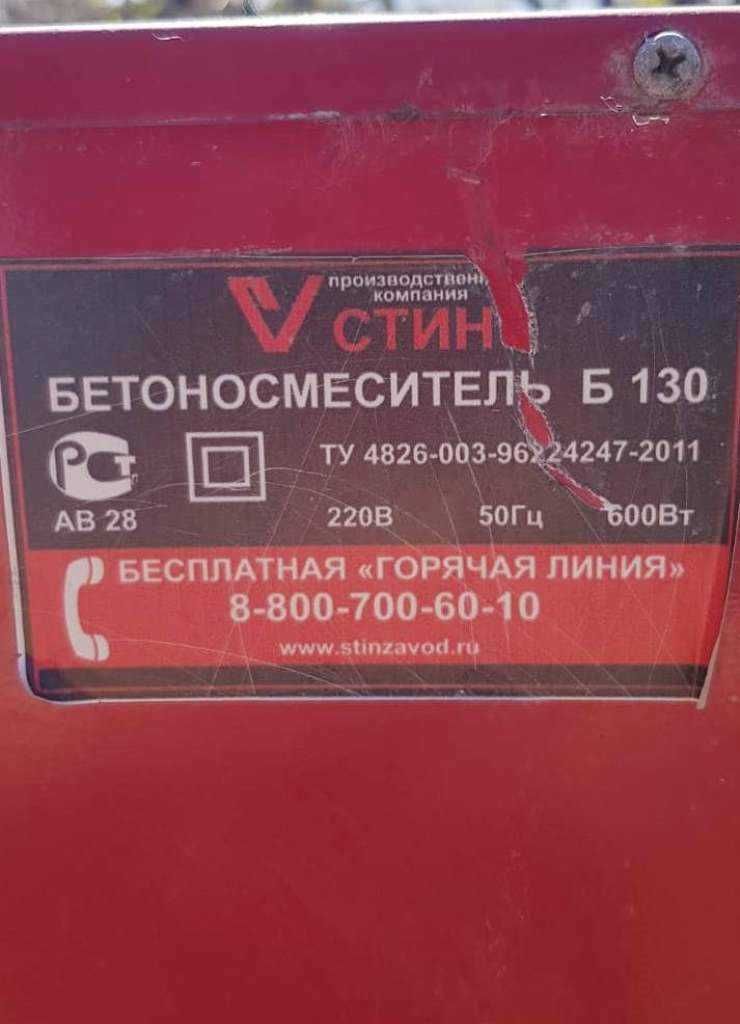 производственн
компания
СТИН
БЕТОНОСМЕСИТЕЛЬ Б 130
РСТ
ТУ 4826-003-96224247-2011
АВ 28 220В 50Гц 600Вт
БЕСПЛАТНАЯ «ГОРЯЧАЯ ЛИНИЯ»
8-800-700-60-10
www.stinzavod.ru